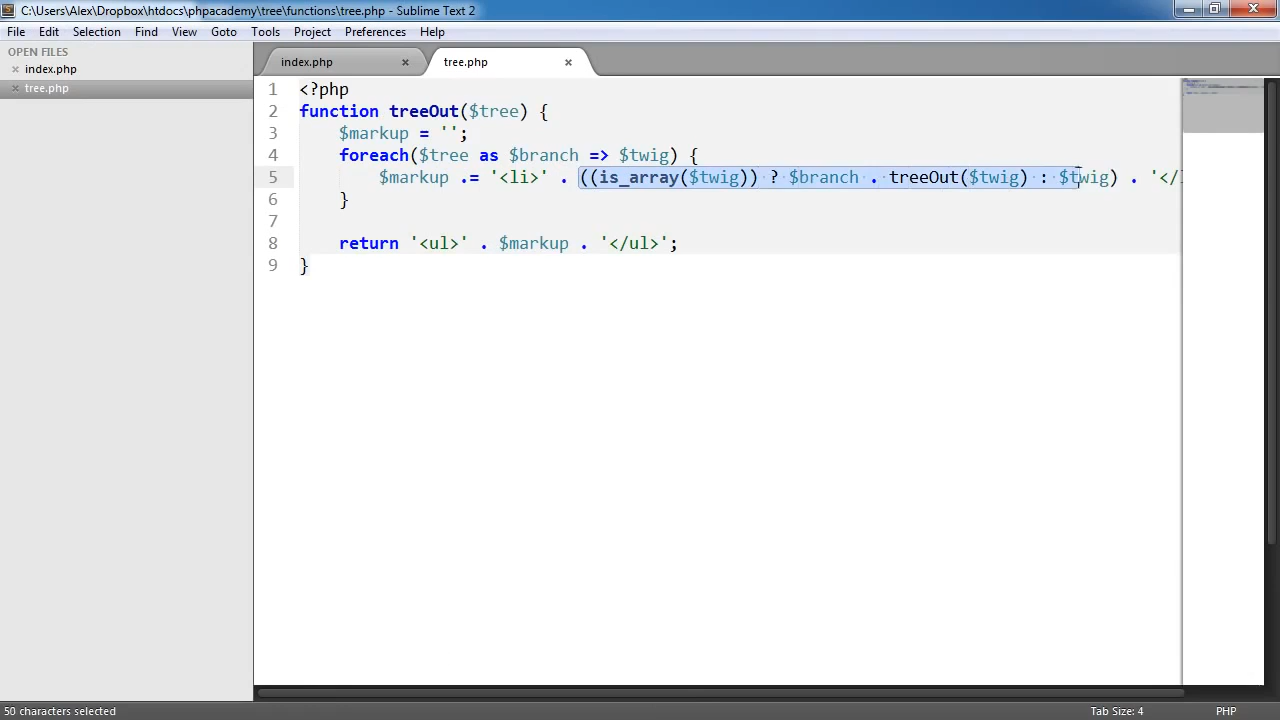 C:\Users\Alex\Dropbox\htdocs\phpacademy\tree\functions\tree.php - Sublime Text 2
File Edit Selection Find View Goto Tools Project Preferences Help
OPEN FILES
index.php
tree.php
index.php tree.php
1 <?php
2 function treeOut($tree) {
3 $markup = '';
4 foreach($tree as $branch => $twig) {
5 $markup .= '<li>' . ((is_array($twig)) ? $branch . treeOut($twig) : $twig) . '</
6 }
7
8 return '<ul>' . $markup . '</ul>';
9 }
50 characters selected
Tab Size: 4
PHP